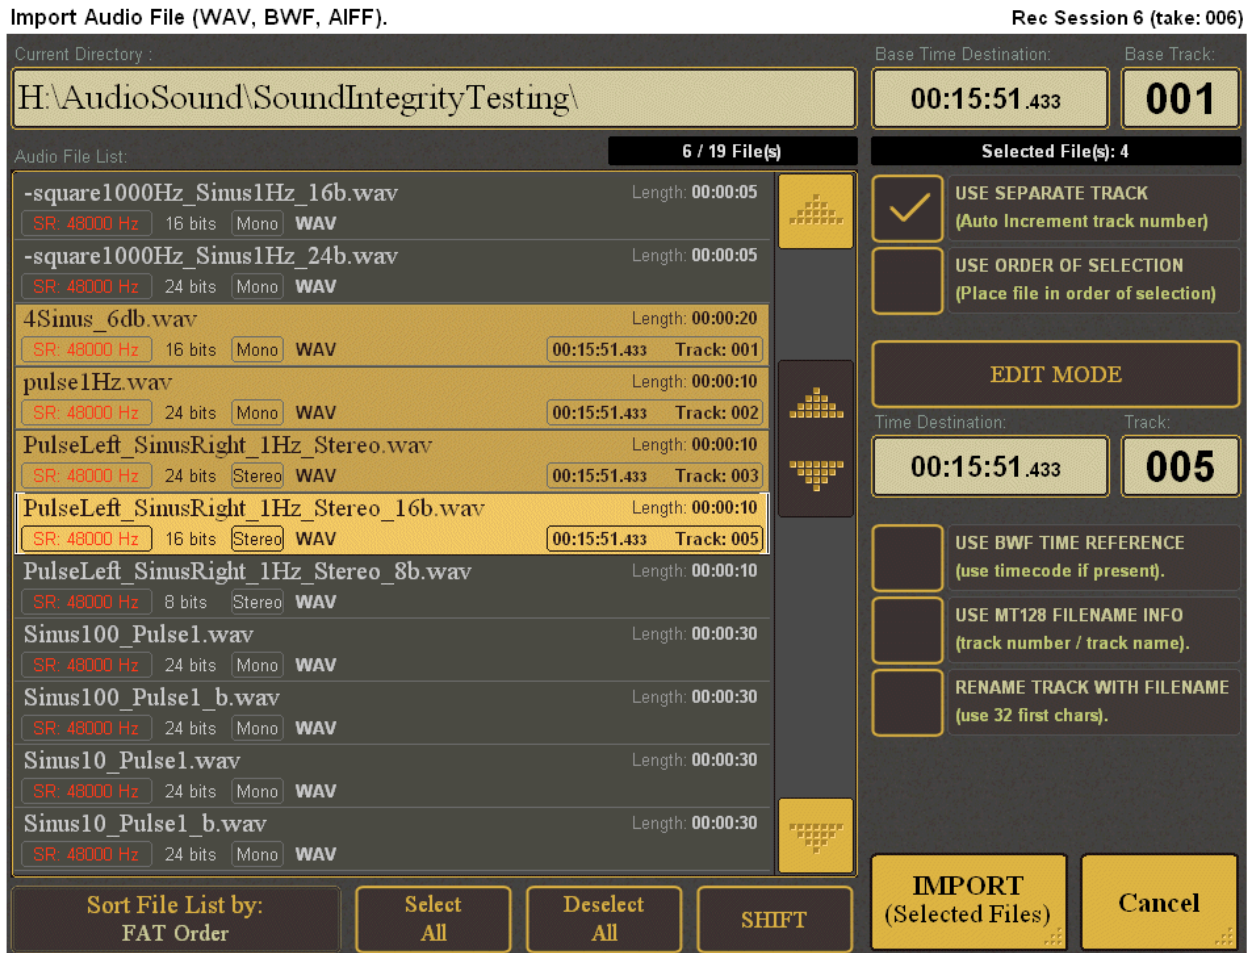 Import Audio File (WAV, BWF, AIFF).
Rec Session 6 (take: 006)
Current Directory :
Base Time Destination:
Base Track:
H:\AudioSound\SoundIntegrityTesting\
00:15:51.433
001
Audio File List:
6 / 19 File(s)
Selected File(s): 4
-square1000Hz_Sinus1Hz_16b.wav
Length: 00:00:05
SR: 48000 Hz 16 bits Mono WAV
-square1000Hz_Sinus1Hz_24b.wav
Length: 00:00:05
SR: 48000 Hz 24 bits Mono WAV
4Sinus_6db.wav
Length: 00:00:20
SR: 48000 Hz 16 bits Mono WAV
00:15:51.433 Track: 001
pulse1Hz.wav
Length: 00:00:10
SR: 48000 Hz 24 bits Mono WAV
00:15:51.433 Track: 002
PulseLeft_SinusRight_1Hz_Stereo.wav
Length: 00:00:10
SR: 48000 Hz 24 bits Stereo WAV
00:15:51.433 Track: 003
PulseLeft_SinusRight_1Hz_Stereo_16b.wav
Length: 00:00:10
SR: 48000 Hz 16 bits Stereo WAV
00:15:51.433 Track: 005
PulseLeft_SinusRight_1Hz_Stereo_8b.wav
Length: 00:00:10
SR: 48000 Hz 8 bits Stereo WAV
Sinus100_Pulse1.wav
Length: 00:00:30
SR: 48000 Hz 24 bits Mono WAV
Sinus100_Pulse1_b.wav
Length: 00:00:30
SR: 48000 Hz 24 bits Mono WAV
Sinus10_Pulse1.wav
Length: 00:00:30
SR: 48000 Hz 24 bits Mono WAV
Sinus10_Pulse1_b.wav
Length: 00:00:30
SR: 48000 Hz 24 bits Mono WAV
USE SEPARATE TRACK
(Auto Increment track number)
USE ORDER OF SELECTION
(Place file in order of selection)
EDIT MODE
Time Destination:
Track:
00:15:51.433
005
USE BWF TIME REFERENCE
(use timecode if present).
USE MT128 FILENAME INFO
(track number / track name).
RENAME TRACK WITH FILENAME
(use 32 first chars).
Sort File List by:
FAT Order
Select
All
Deselect
All
SHIFT
IMPORT
(Selected Files)
Cancel